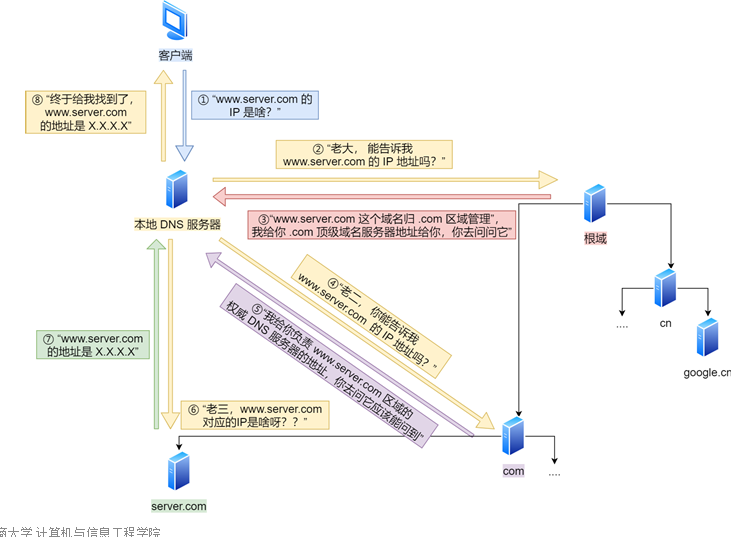 客户端
① “www.server.com 的
IP 是啥？”
⑧ “终于给我找到了，
www.server.com
的地址是 X.X.X.X”
② “老大， 能告诉我
www.server.com 的 IP 地址吗？”
本地 DNS 服务器
③“www.server.com 这个域名归 .com 区域管理”，
我给你 .com 顶级域名服务器地址给你，你去问问它”
根域
④“老二， 你能告诉我
www.server.com
的 IP 地址吗？”
⑤ “我给你负责 www.server.com 区域的
权威 DNS 服务器的地址，你去问它应该能问到”
....
cn
google.cn
⑦ “www.server.com
的地址是 X.X.X.X”
⑥ “老三，www.server.com
对应的IP是啥呀？？”
com
....
server.com
商大学 计算机与信息工程学院